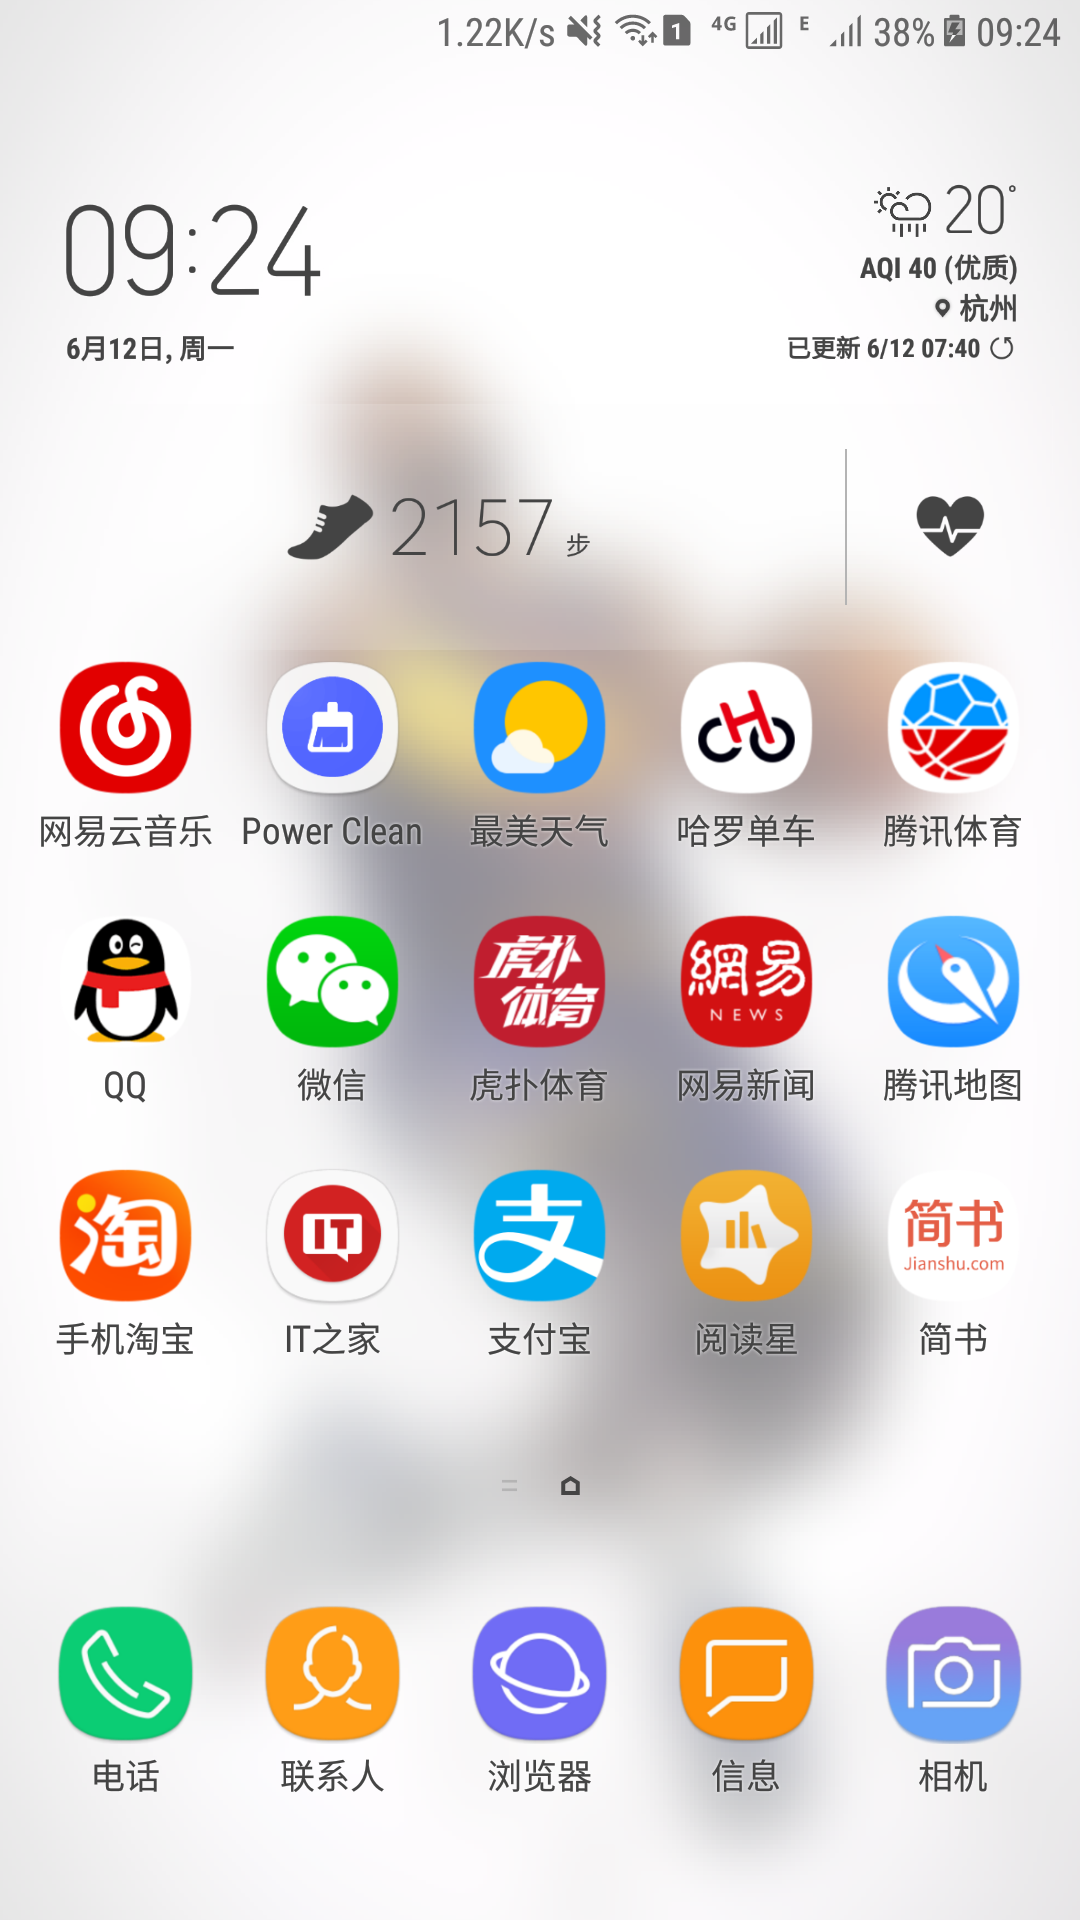 1.22K/s 1 4G E 38% 09:24
09:24
20°
AQI 40 (优质)
杭州
6月12日, 周一
已更新 6/12 07:40
2157 步
网易云音乐 Power Clean 最美天气 哈罗单车 腾讯体育
虎扑
体育
網易
NEWS
QQ 微信 虎扑体育 网易新闻 腾讯地图
淘 IT 支 简书
Jianshu.com
手机淘宝 IT之家 支付宝 阅读星 简书
电话 联系人 浏览器 信息 相机